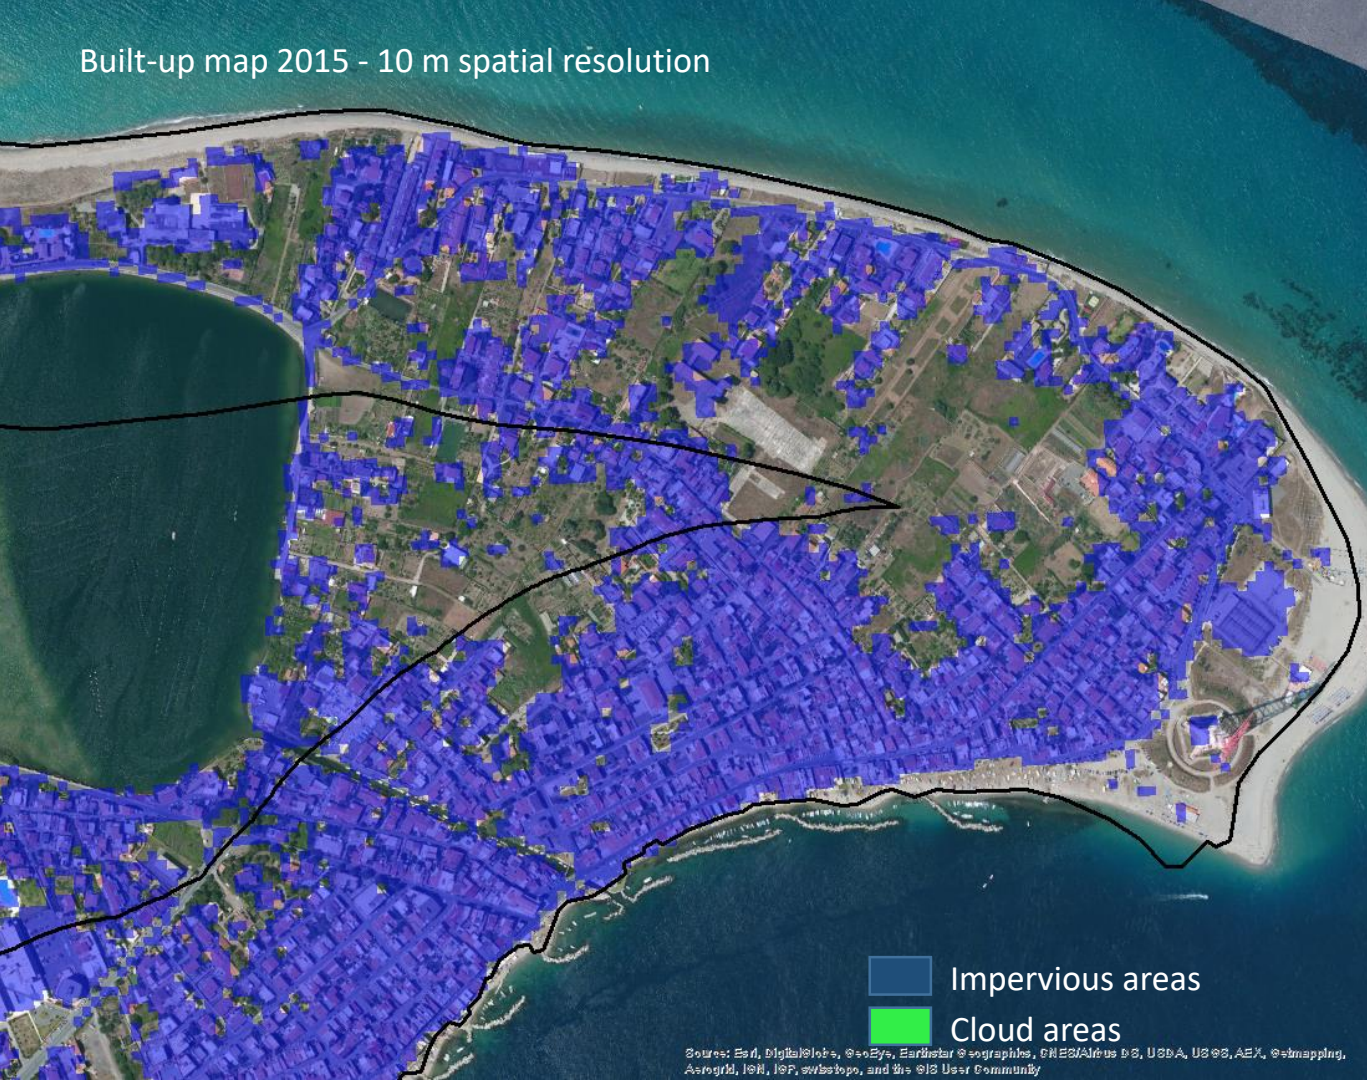 Built-up map 2015 - 10 m spatial resolution
Impervious areas
Cloud areas
Source: Esri, DigitalGlobe, GeoEye, Earthstar Geographics, CNES/Airbus DS, USDA, USGS, AEX, Getmapping,
Aerogrid, IGN, IGP, swisstopo, and the GIS User Community